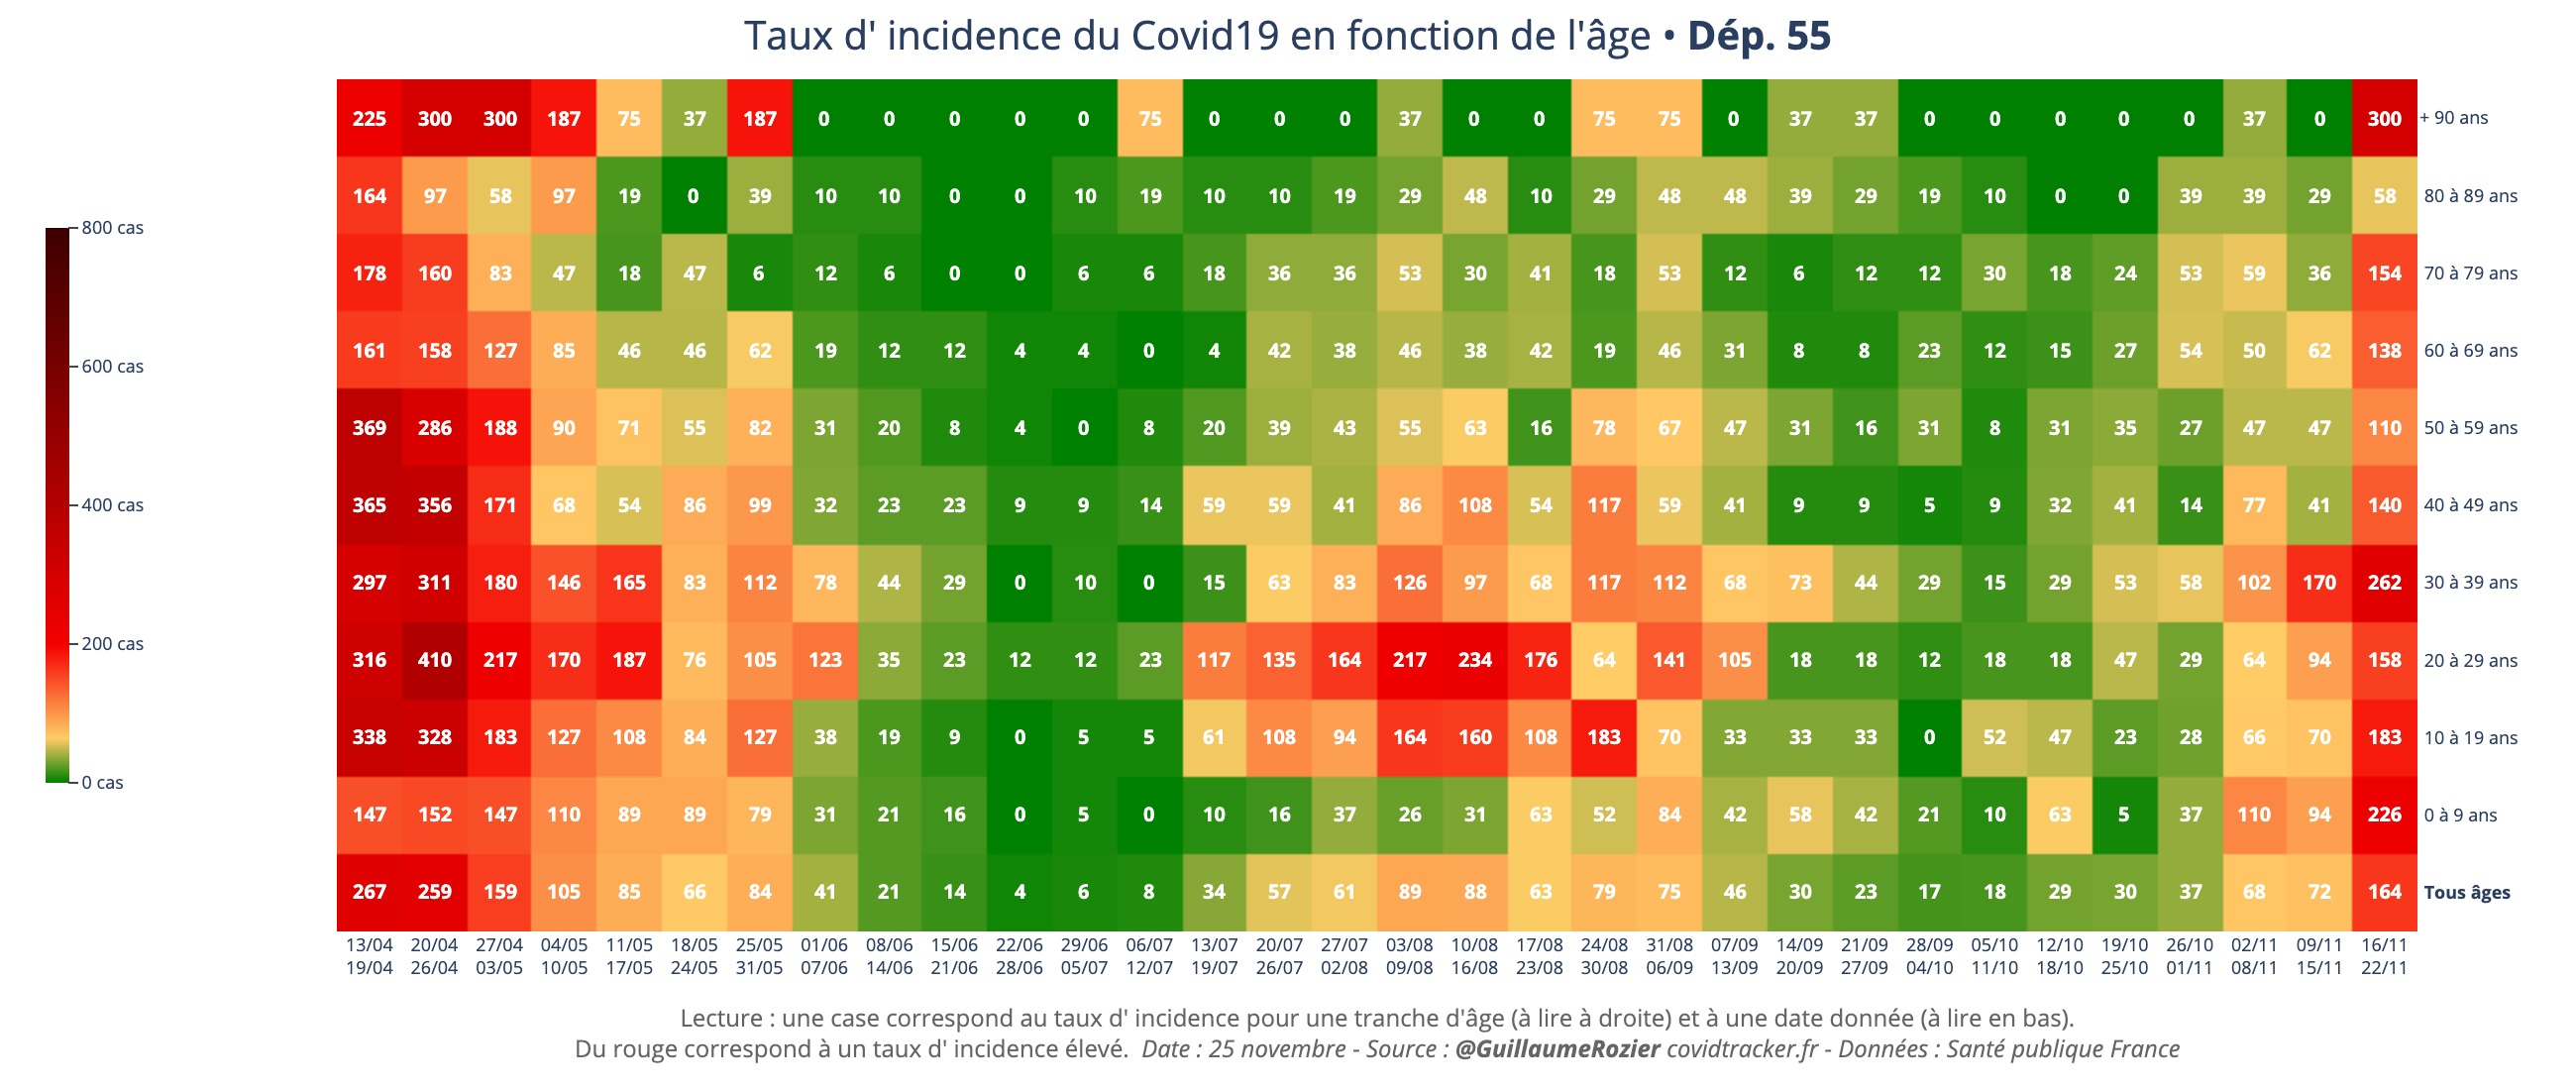 Taux d' incidence du Covid19 en fonction de l'âge • Dép. 55
800 cas
600 cas
400 cas
200 cas
0 cas
225 300 300 187 75 37 187 0 0 0 0 0 75 0 0 0 37 0 0 75 75 0 37 37 0 0 0 0 0 37 0 300 + 90 ans
164 97 58 97 19 0 39 10 10 0 0 10 19 10 10 19 29 48 10 29 48 48 39 29 19 10 0 0 39 39 29 58 80 à 89 ans
178 160 83 47 18 47 6 12 6 0 0 6 6 18 36 36 53 30 41 18 53 12 6 12 12 30 18 24 53 59 36 154 70 à 79 ans
161 158 127 85 46 46 62 19 12 12 4 4 0 4 42 38 46 38 42 19 46 31 8 8 23 12 15 27 54 50 62 138 60 à 69 ans
369 286 188 90 71 55 82 31 20 8 4 0 8 20 39 43 55 63 16 78 67 47 31 16 31 8 31 35 27 47 47 110 50 à 59 ans
365 356 171 68 54 86 99 32 23 23 9 9 14 59 59 41 86 108 54 117 59 41 9 9 5 9 32 41 14 77 41 140 40 à 49 ans
297 311 180 146 165 83 112 78 44 29 0 10 0 15 63 83 126 97 68 117 112 68 73 44 29 15 29 53 58 102 170 262 30 à 39 ans
316 410 217 170 187 76 105 123 35 23 12 12 23 117 135 164 217 234 176 64 141 105 18 18 12 18 18 47 29 64 94 158 20 à 29 ans
338 328 183 127 108 84 127 38 19 9 0 5 5 61 108 94 164 160 108 183 70 33 33 33 0 52 47 23 28 66 70 183 10 à 19 ans
147 152 147 110 89 89 79 31 21 16 0 5 0 10 16 37 26 31 63 52 84 42 58 42 21 10 63 5 37 110 94 226 0 à 9 ans
267 259 159 105 85 66 84 41 21 14 4 6 8 34 57 61 89 88 63 79 75 46 30 23 17 18 29 30 37 68 72 164 Tous âges
13/04 20/04 27/04 04/05 11/05 18/05 25/05 01/06 08/06 15/06 22/06 29/06 06/07 13/07 20/07 27/07 03/08 10/08 17/08 24/08 31/08 07/09 14/09 21/09 28/09 05/10 12/10 19/10 26/10 02/11 09/11 16/11
19/04 26/04 03/05 10/05 17/05 24/05 31/05 07/06 14/06 21/06 28/06 05/07 12/07 19/07 26/07 02/08 09/08 16/08 23/08 30/08 06/09 13/09 20/09 27/09 04/10 11/10 18/10 25/10 01/11 08/11 15/11 22/11
Lecture : une case correspond au taux d' incidence pour une tranche d'âge (à lire à droite) et à une date donnée (à lire en bas).
Du rouge correspond à un taux d' incidence élevé. Date : 25 novembre - Source : @GuillaumeRozier covidtracker.fr - Données : Santé publique France